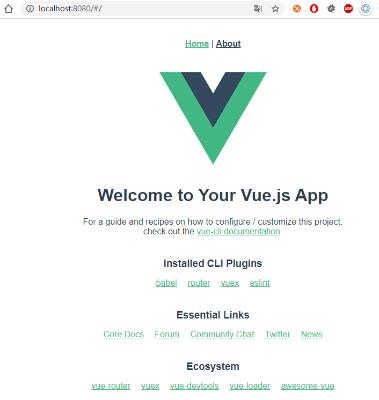 localhost:8080/#/
Home | About
Welcome to Your Vue.js App
For a guide and recipes on how to configure / customize this project,
check out the vue-cli documentation
Installed CLI Plugins
babel router vuex eslint
Essential Links
Core Docs Forum Community Chat Twitter News
Ecosystem
vue-router vuex vue-devtools vue-loader awesome-vue